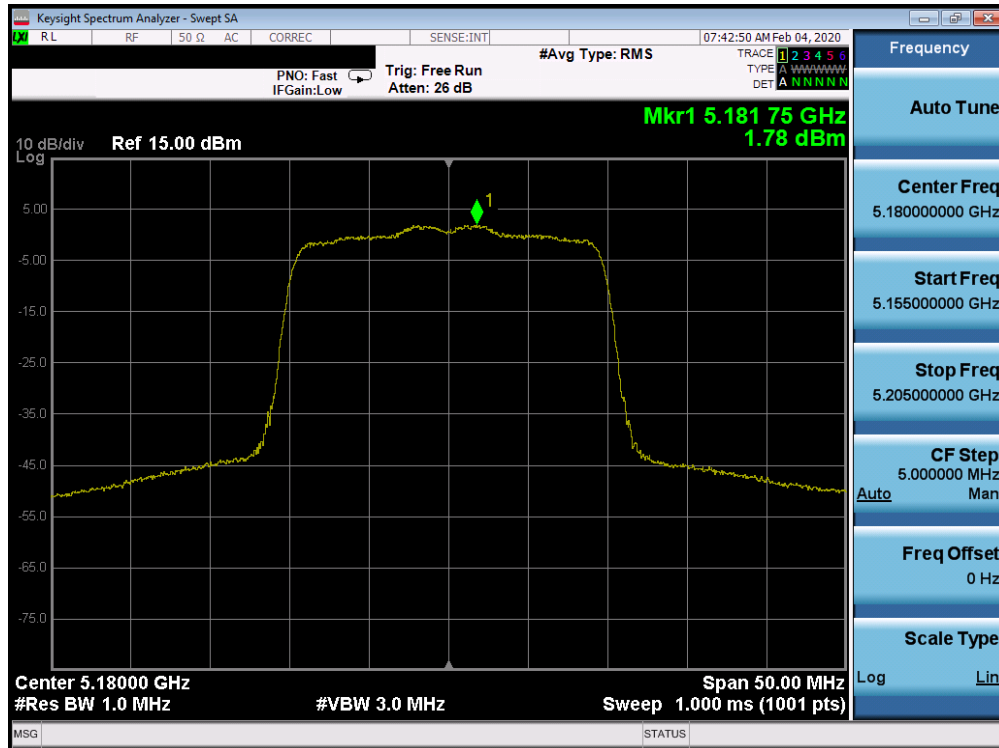 Keysight Spectrum Analyzer - Swept SA
LXI RL RF 50 Ω AC CORREC SENSE:INT 07:42:50 AM Feb 04, 2020
#Avg Type: RMS
TRACE 1 2 3 4 5 6
PNO: Fast Trig: Free Run
TYPE A WWWWW
IFGain:Low Atten: 26 dB
DET A N N N N N
Mkr1 5.181 75 GHz
1.78 dBm
10 dB/div Ref 15.00 dBm
Log
1
5.00
-5.00
-15.0
-25.0
-35.0
-45.0
-55.0
-65.0
-75.0
Center 5.18000 GHz Span 50.00 MHz
#Res BW 1.0 MHz #VBW 3.0 MHz Sweep 1.000 ms (1001 pts)
MSG STATUS
Frequency
Auto Tune
Center Freq
5.180000000 GHz
Start Freq
5.155000000 GHz
Stop Freq
5.205000000 GHz
CF Step
5.000000 MHz
Auto Man
Freq Offset
0 Hz
Scale Type
Log Lin